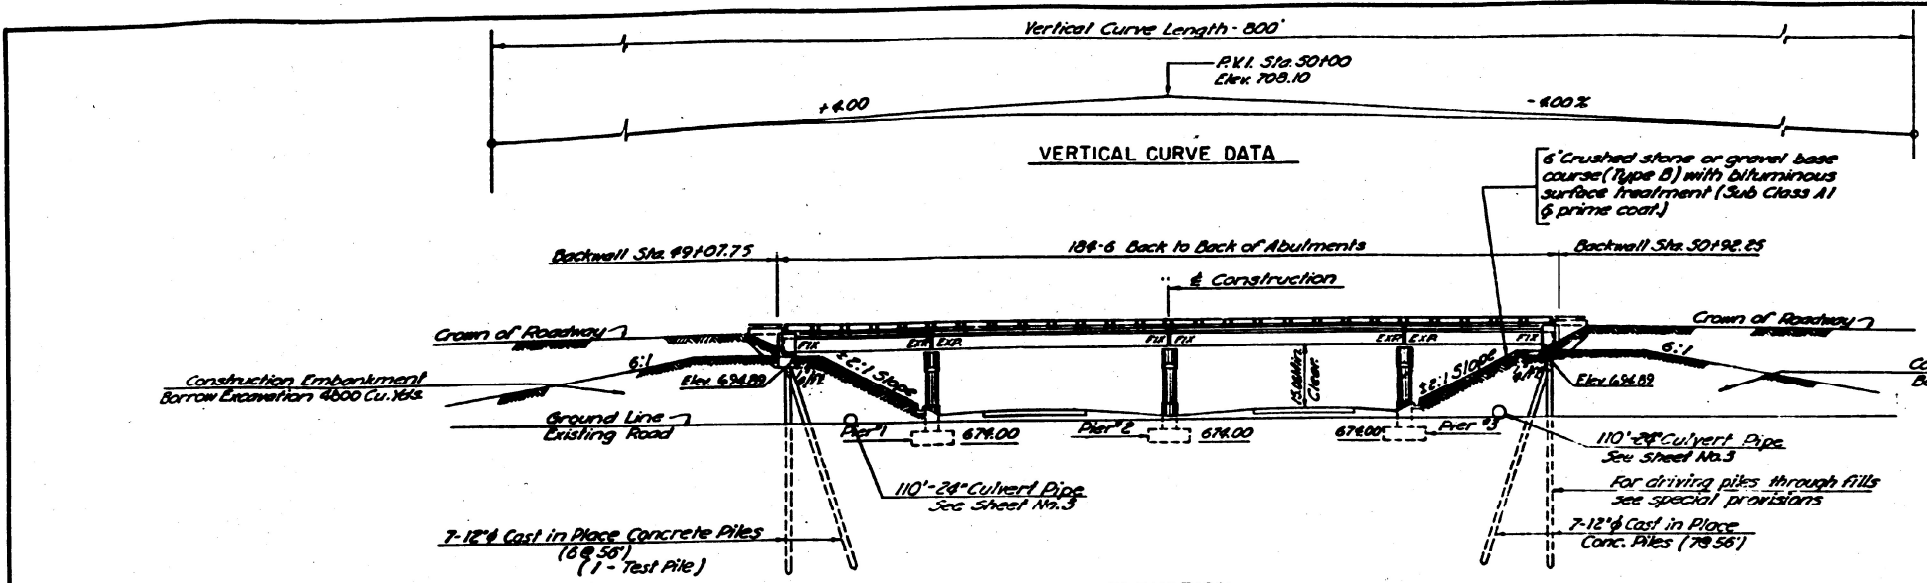 Vertical Curve Length - 800'
P.V.I. Sta. 50+00
Elev. 708.10
+4.00
- 4.00%
VERTICAL CURVE DATA
6" Crushed stone or gravel base
course (Type B) with bituminous
surface treatment (Sub Class A1
& prime coat.)
Backwall Sta. 49+07.75
184-6 Back to Back of Abutments
Backwall Sta. 50+92.25
℄ Construction
Crown of Roadway
Crown of Roadway
FIX
EXP. EXP.
FIX FIX
EXP. EXP.
FIX
6:1
6:1
± 2:1 Slope
± 2:1 Slope
15.00 Min.
Clear.
Construction Embankment
Borrow Excavation 4800 Cu. Yds.
Elev. 694.89
Elev. 694.89
Ground Line
Existing Road
Pier #1
674.00
Pier #2
674.00
674.00
Pier #3
110'-24" Culvert Pipe
See Sheet No. 3
110'-24" Culvert Pipe
See Sheet No. 3
For driving piles through fills
see special provisions
7-12"ϕ Cast in Place Concrete Piles
(6 @ 56')
(1 - Test Pile)
7-12"ϕ Cast in Place
Conc. Piles (7@56')